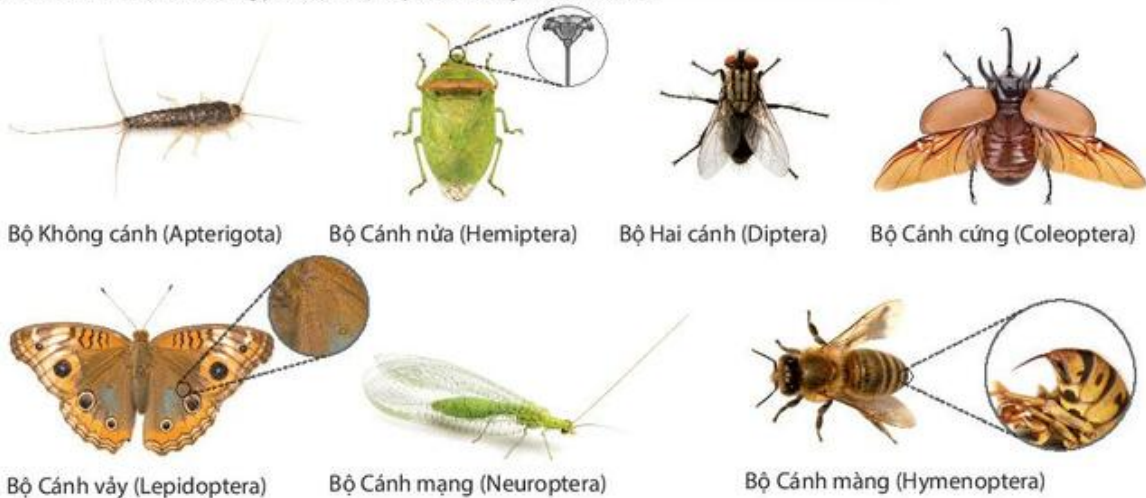 Bộ Không cánh (Apterigota)
Bộ Cánh nửa (Hemiptera)
Bộ Hai cánh (Diptera)
Bộ Cánh cứng (Coleoptera)
Bộ Cánh vảy (Lepidoptera)
Bộ Cánh mạng (Neuroptera)
Bộ Cánh màng (Hymenoptera)